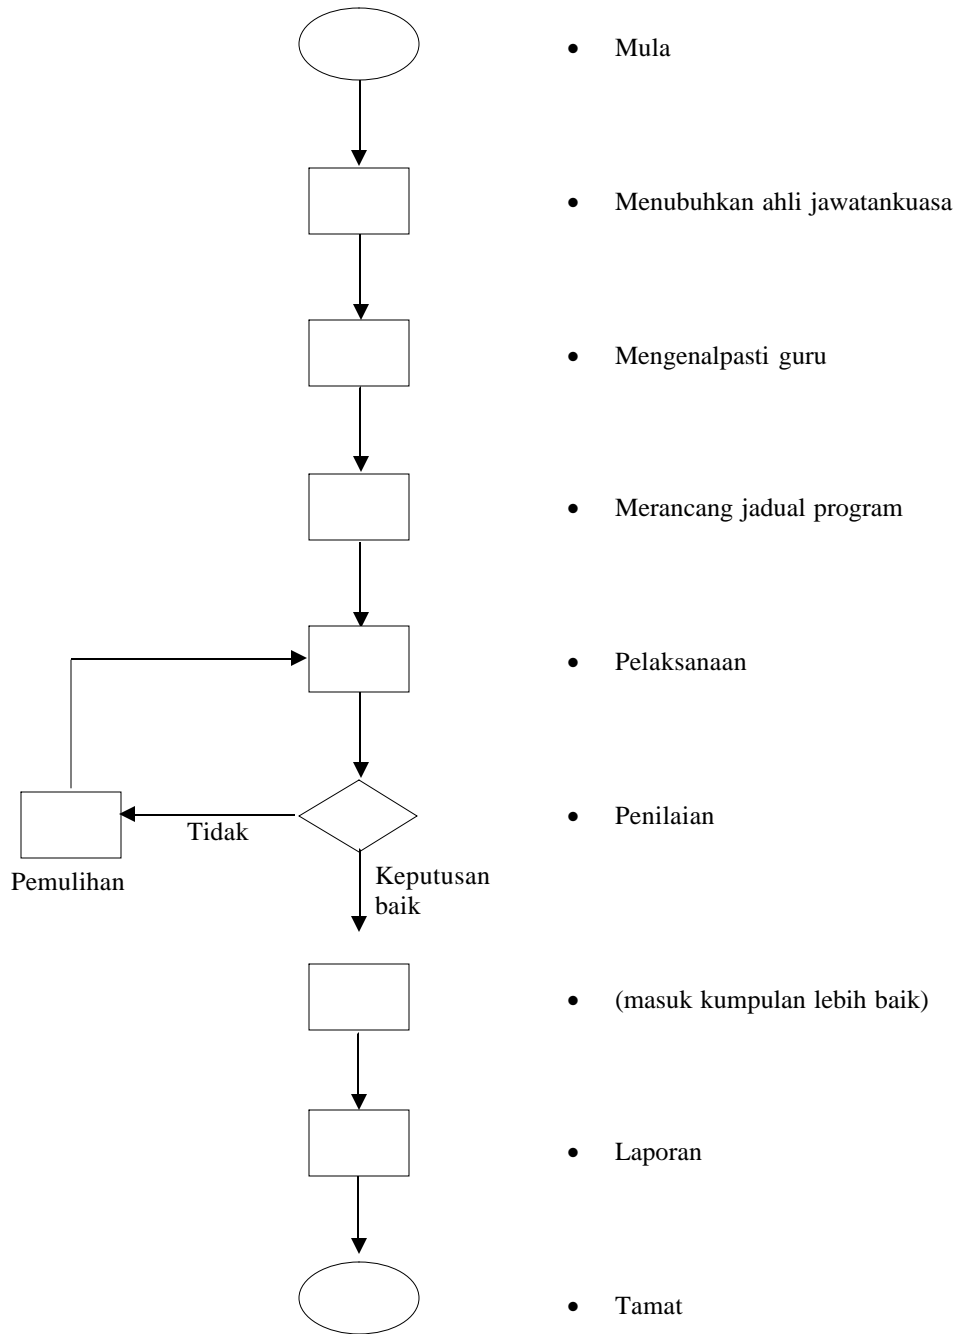 • Mula
• Menubuhkan ahli jawatankuasa
• Mengenalpasti guru
• Merancang jadual program
• Pelaksanaan
• Penilaian
Tidak
Pemulihan
Keputusan
baik
• (masuk kumpulan lebih baik)
• Laporan
• Tamat